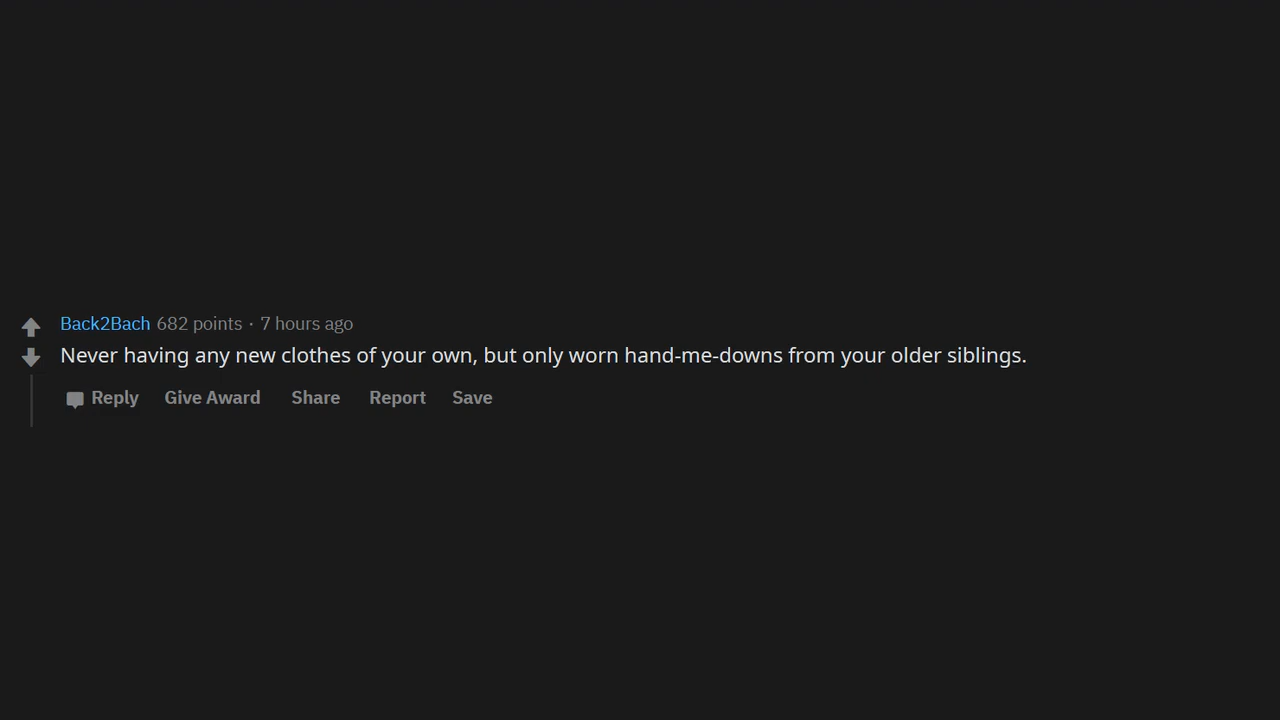 Back2Bach 682 points · 7 hours ago
Never having any new clothes of your own, but only worn hand-me-downs from your older siblings.
Reply Give Award Share Report Save